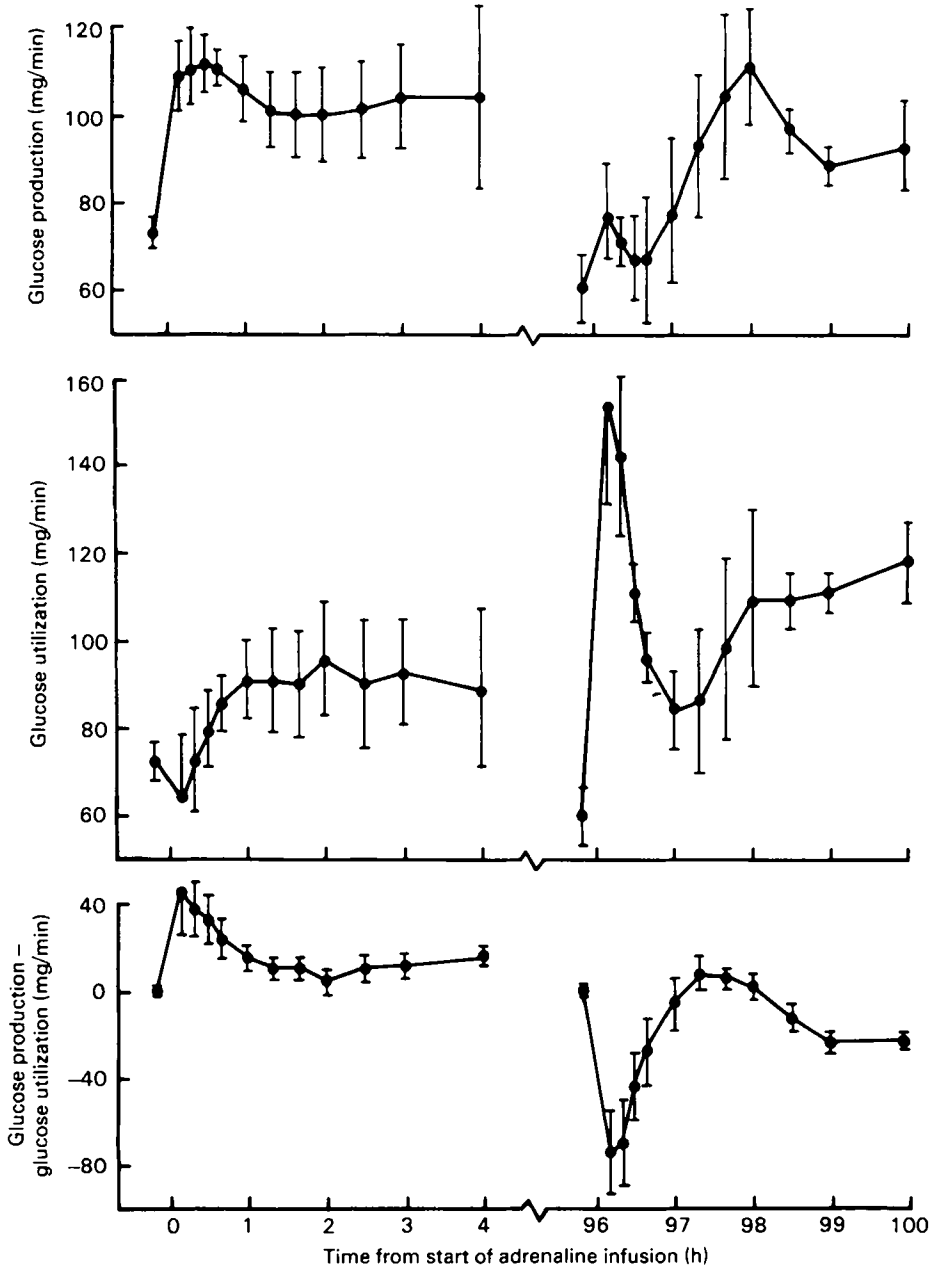 Glucose production (mg/min)
120
100
80
60
Glucose utilization (mg/min)
160
140
120
100
80
60
Glucose production –
glucose utilization (mg/min)
40
0
–40
–80
0 1 2 3 4 96 97 98 99 100
Time from start of adrenaline infusion (h)